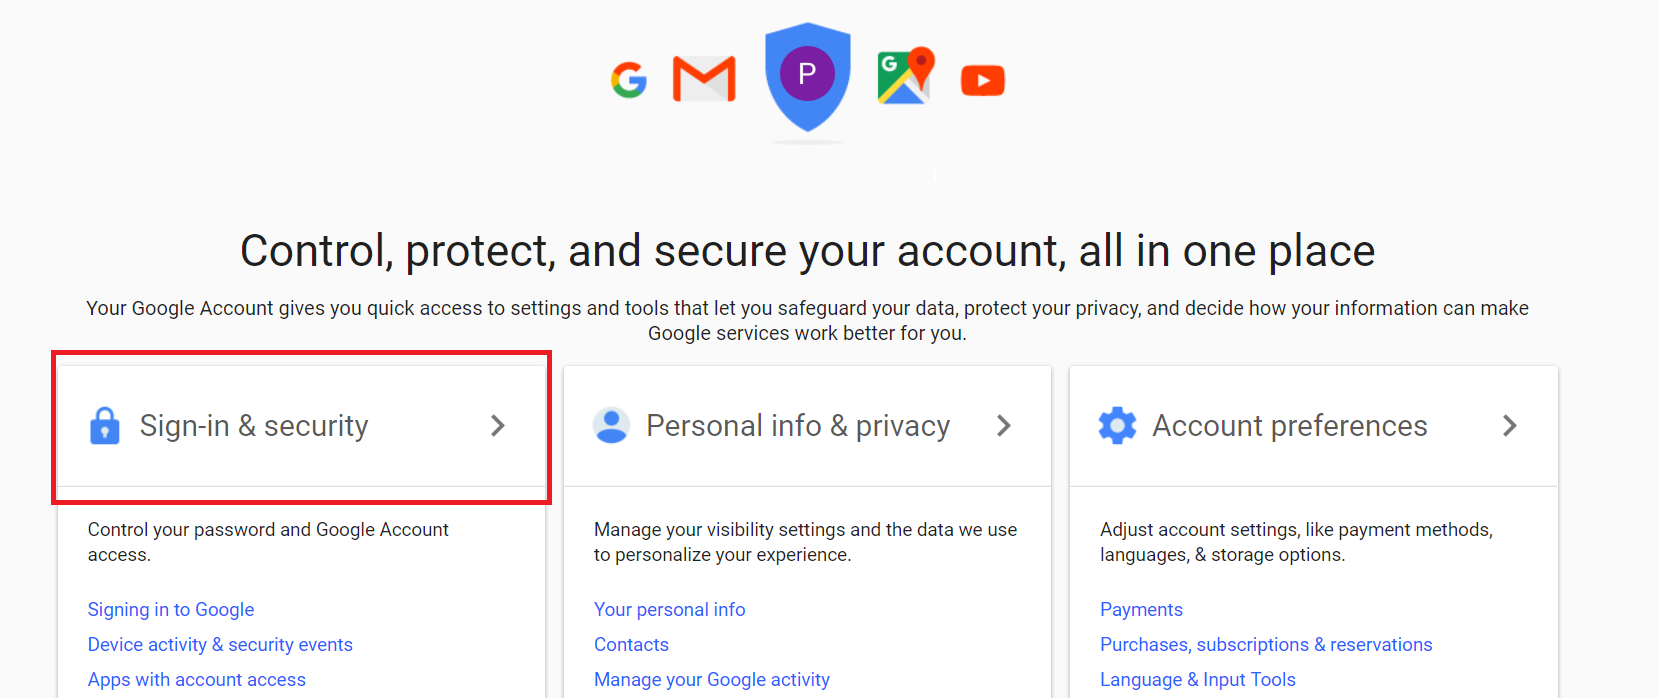 P
G
Control, protect, and secure your account, all in one place
Your Google Account gives you quick access to settings and tools that let you safeguard your data, protect your privacy, and decide how your information can make
Google services work better for you.
Sign-in & security
Control your password and Google Account
access.
Signing in to Google
Device activity & security events
Apps with account access
Personal info & privacy
Manage your visibility settings and the data we use
to personalize your experience.
Your personal info
Contacts
Manage your Google activity
Account preferences
Adjust account settings, like payment methods,
languages, & storage options.
Payments
Purchases, subscriptions & reservations
Language & Input Tools